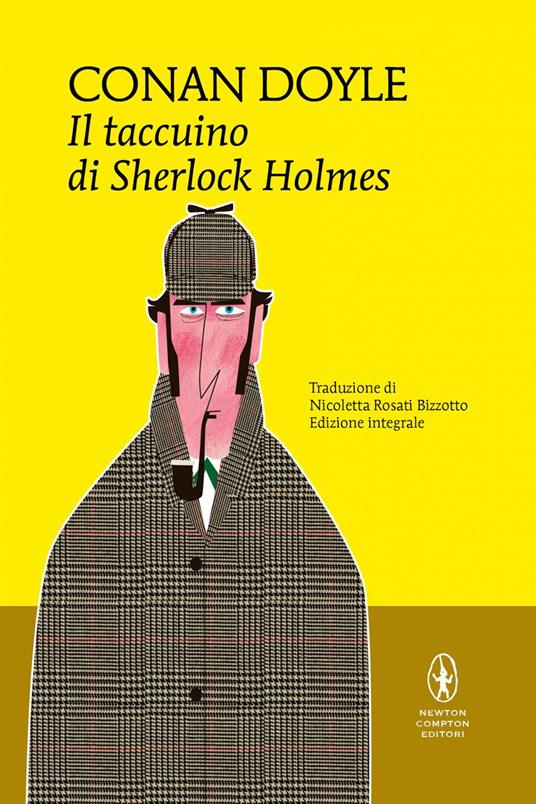 CONAN DOYLE
Il taccuino
di Sherlock Holmes
Traduzione di
Nicoletta Rosati Bizzotto
Edizione integrale
NEWTON
COMPTON
EDITORI